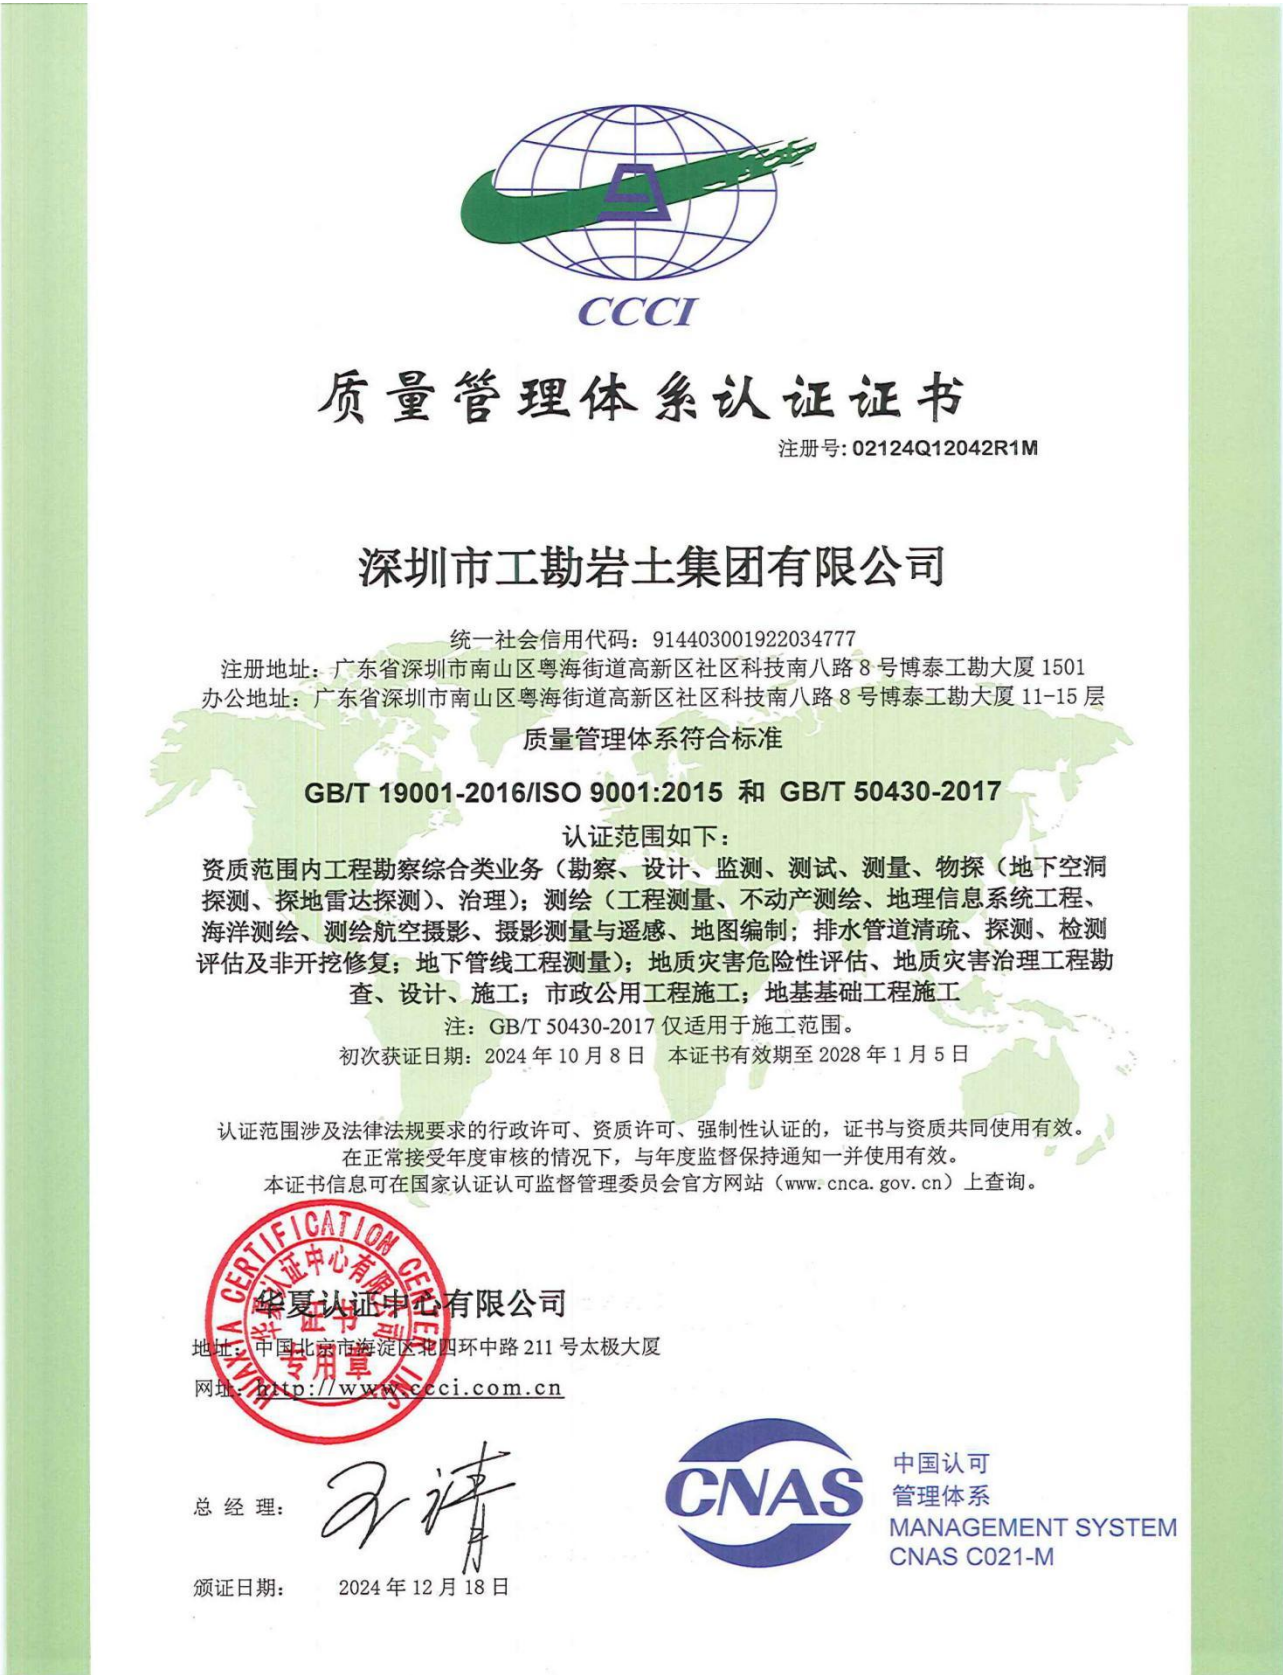 CCCI
质量管理体系认证证书
注册号: 02124Q12042R1M
深圳市工勘岩土集团有限公司
统一社会信用代码：914403001922034777
注册地址：广东省深圳市南山区粤海街道高新区社区科技南八路 8 号博泰工勘大厦 1501
办公地址：广东省深圳市南山区粤海街道高新区社区科技南八路 8 号博泰工勘大厦 11-15 层
质量管理体系符合标准
GB/T 19001-2016/ISO 9001:2015 和 GB/T 50430-2017
认证范围如下：
资质范围内工程勘察综合类业务（勘察、设计、监测、测试、测量、物探（地下空洞
探测、探地雷达探测）、治理）；测绘（工程测量、不动产测绘、地理信息系统工程、
海洋测绘、测绘航空摄影、摄影测量与遥感、地图编制；排水管道清疏、探测、检测
评估及非开挖修复；地下管线工程测量）；地质灾害危险性评估、地质灾害治理工程勘
查、设计、施工；市政公用工程施工；地基基础工程施工
注：GB/T 50430-2017 仅适用于施工范围。
初次获证日期：2024 年 10 月 8 日 本证书有效期至 2028 年 1 月 5 日
认证范围涉及法律法规要求的行政许可、资质许可、强制性认证的，证书与资质共同使用有效。
在正常接受年度审核的情况下，与年度监督保持通知一并使用有效。
本证书信息可在国家认证认可监督管理委员会官方网站（www.cnca.gov.cn）上查询。
HUAXIA CERTIFICATION CENTER INC
华夏认证中心有限公司
证书
专用章
华夏认证中心有限公司
地址：中国北京市海淀区北四环中路 211 号太极大厦
网址：http://www.ccci.com.cn
总 经 理：
颁证日期： 2024 年 12 月 18 日
CNAS
中国认可
管理体系
MANAGEMENT SYSTEM
CNAS C021-M